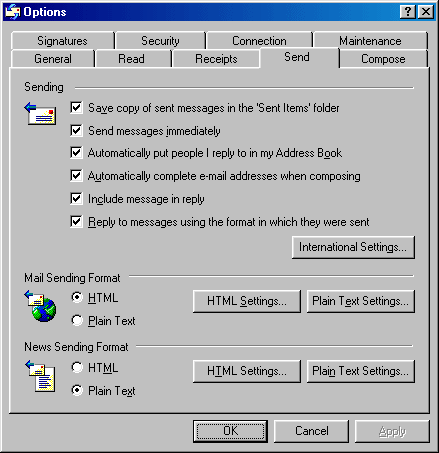 Options
Signatures Security Connection Maintenance
General Read Receipts Send Compose
Sending
Save copy of sent messages in the 'Sent Items' folder
Send messages immediately
Automatically put people I reply to in my Address Book
Automatically complete e-mail addresses when composing
Include message in reply
Reply to messages using the format in which they were sent
International Settings...
Mail Sending Format
HTML HTML Settings... Plain Text Settings...
Plain Text
News Sending Format
HTML HTML Settings... Plain Text Settings...
Plain Text
OK Cancel Apply